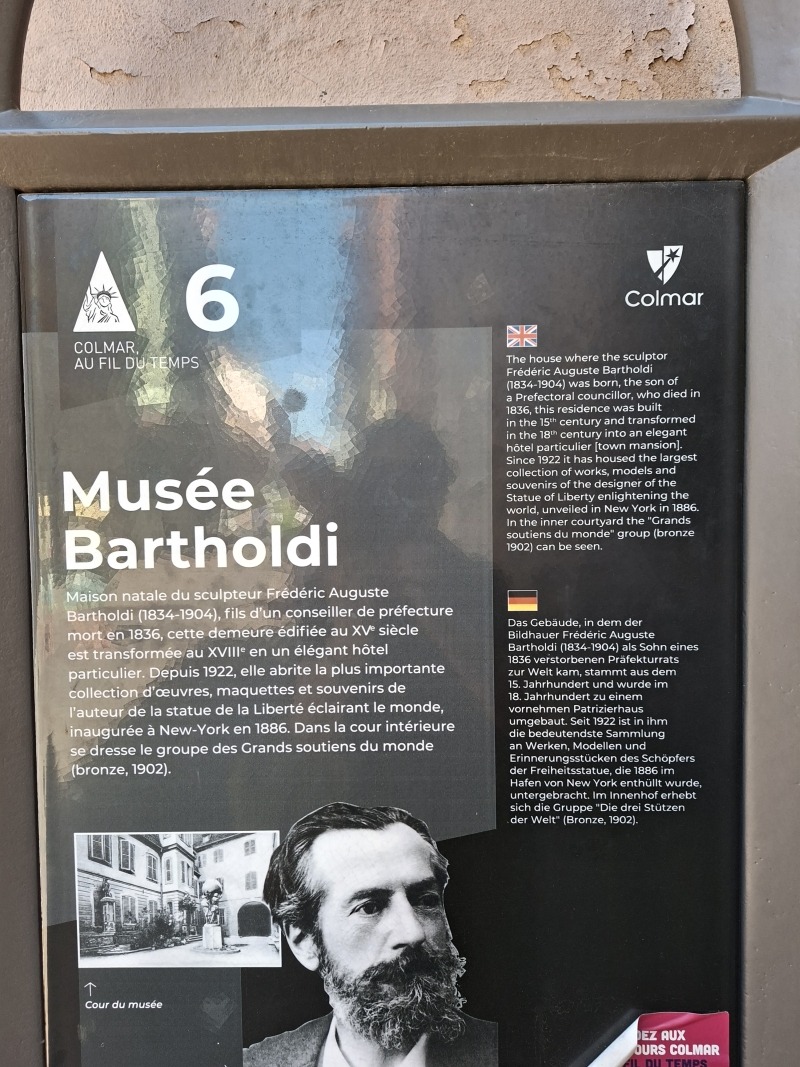 6
COLMAR,
AU FIL DU TEMPS
Colmar
Musée
Bartholdi
Maison natale du sculpteur Frédéric Auguste
Bartholdi (1834-1904), fils d'un conseiller de préfecture
mort en 1836, cette demeure édifiée au XVᵉ siècle
est transformée au XVIIIᵉ en un élégant hôtel
particulier. Depuis 1922, elle abrite la plus importante
collection d'œuvres, maquettes et souvenirs de
l'auteur de la statue de la Liberté éclairant le monde,
inaugurée à New-York en 1886. Dans la cour intérieure
se dresse le groupe des Grands soutiens du monde
(bronze, 1902).
Cour du musée
The house where the sculptor
Frédéric Auguste Bartholdi
(1834-1904) was born, the son of
a Prefectoral councillor, who died in
1836, this residence was built
in the 15ᵗʰ century and transformed
in the 18ᵗʰ century into an elegant
hôtel particulier [town mansion].
Since 1922 it has housed the largest
collection of works, models and
souvenirs of the designer of the
Statue of Liberty enlightening the
world, unveiled in New York in 1886.
In the inner courtyard the "Grands
soutiens du monde" group (bronze
1902) can be seen.
Das Gebäude, in dem der
Bildhauer Frédéric Auguste
Bartholdi (1834-1904) als Sohn eines
1836 verstorbenen Präfekturrats
zur Welt kam, stammt aus dem
15. Jahrhundert und wurde im
18. Jahrhundert zu einem
vornehmen Patrizierhaus
umgebaut. Seit 1922 ist in ihm
die bedeutendste Sammlung
an Werken, Modellen und
Erinnerungsstücken des Schöpfers
der Freiheitsstatue, die 1886 im
Hafen von New York enthüllt wurde,
untergebracht. Im Innenhof erhebt
sich die Gruppe "Die drei Stützen
der Welt" (Bronze, 1902).
AUX
COLMAR
FIL DU TEMPS